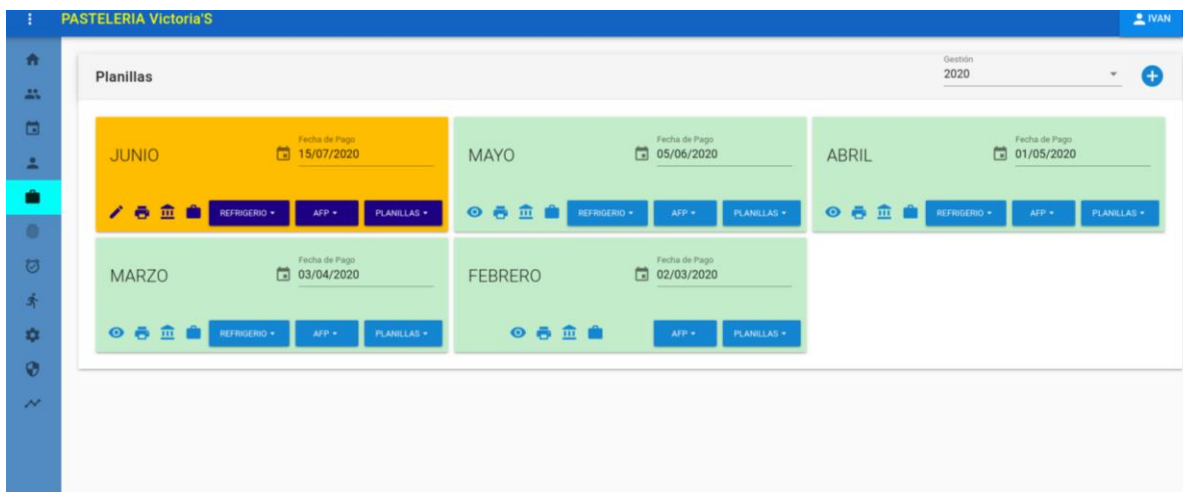 PASTELERIA Victoria'S
IVAN
Planillas
Gestión
2020
JUNIO
Fecha de Pago
15/07/2020
REFRIGERIO
AFP
PLANILLAS
MAYO
Fecha de Pago
05/06/2020
REFRIGERIO
AFP
PLANILLAS
ABRIL
Fecha de Pago
01/05/2020
REFRIGERIO
AFP
PLANILLAS
MARZO
Fecha de Pago
03/04/2020
REFRIGERIO
AFP
PLANILLAS
FEBRERO
Fecha de Pago
02/03/2020
AFP
PLANILLAS